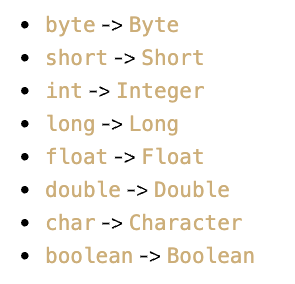 • byte -> Byte
• short -> Short
• int -> Integer
• long -> Long
• float -> Float
• double -> Double
• char -> Character
• boolean -> Boolean